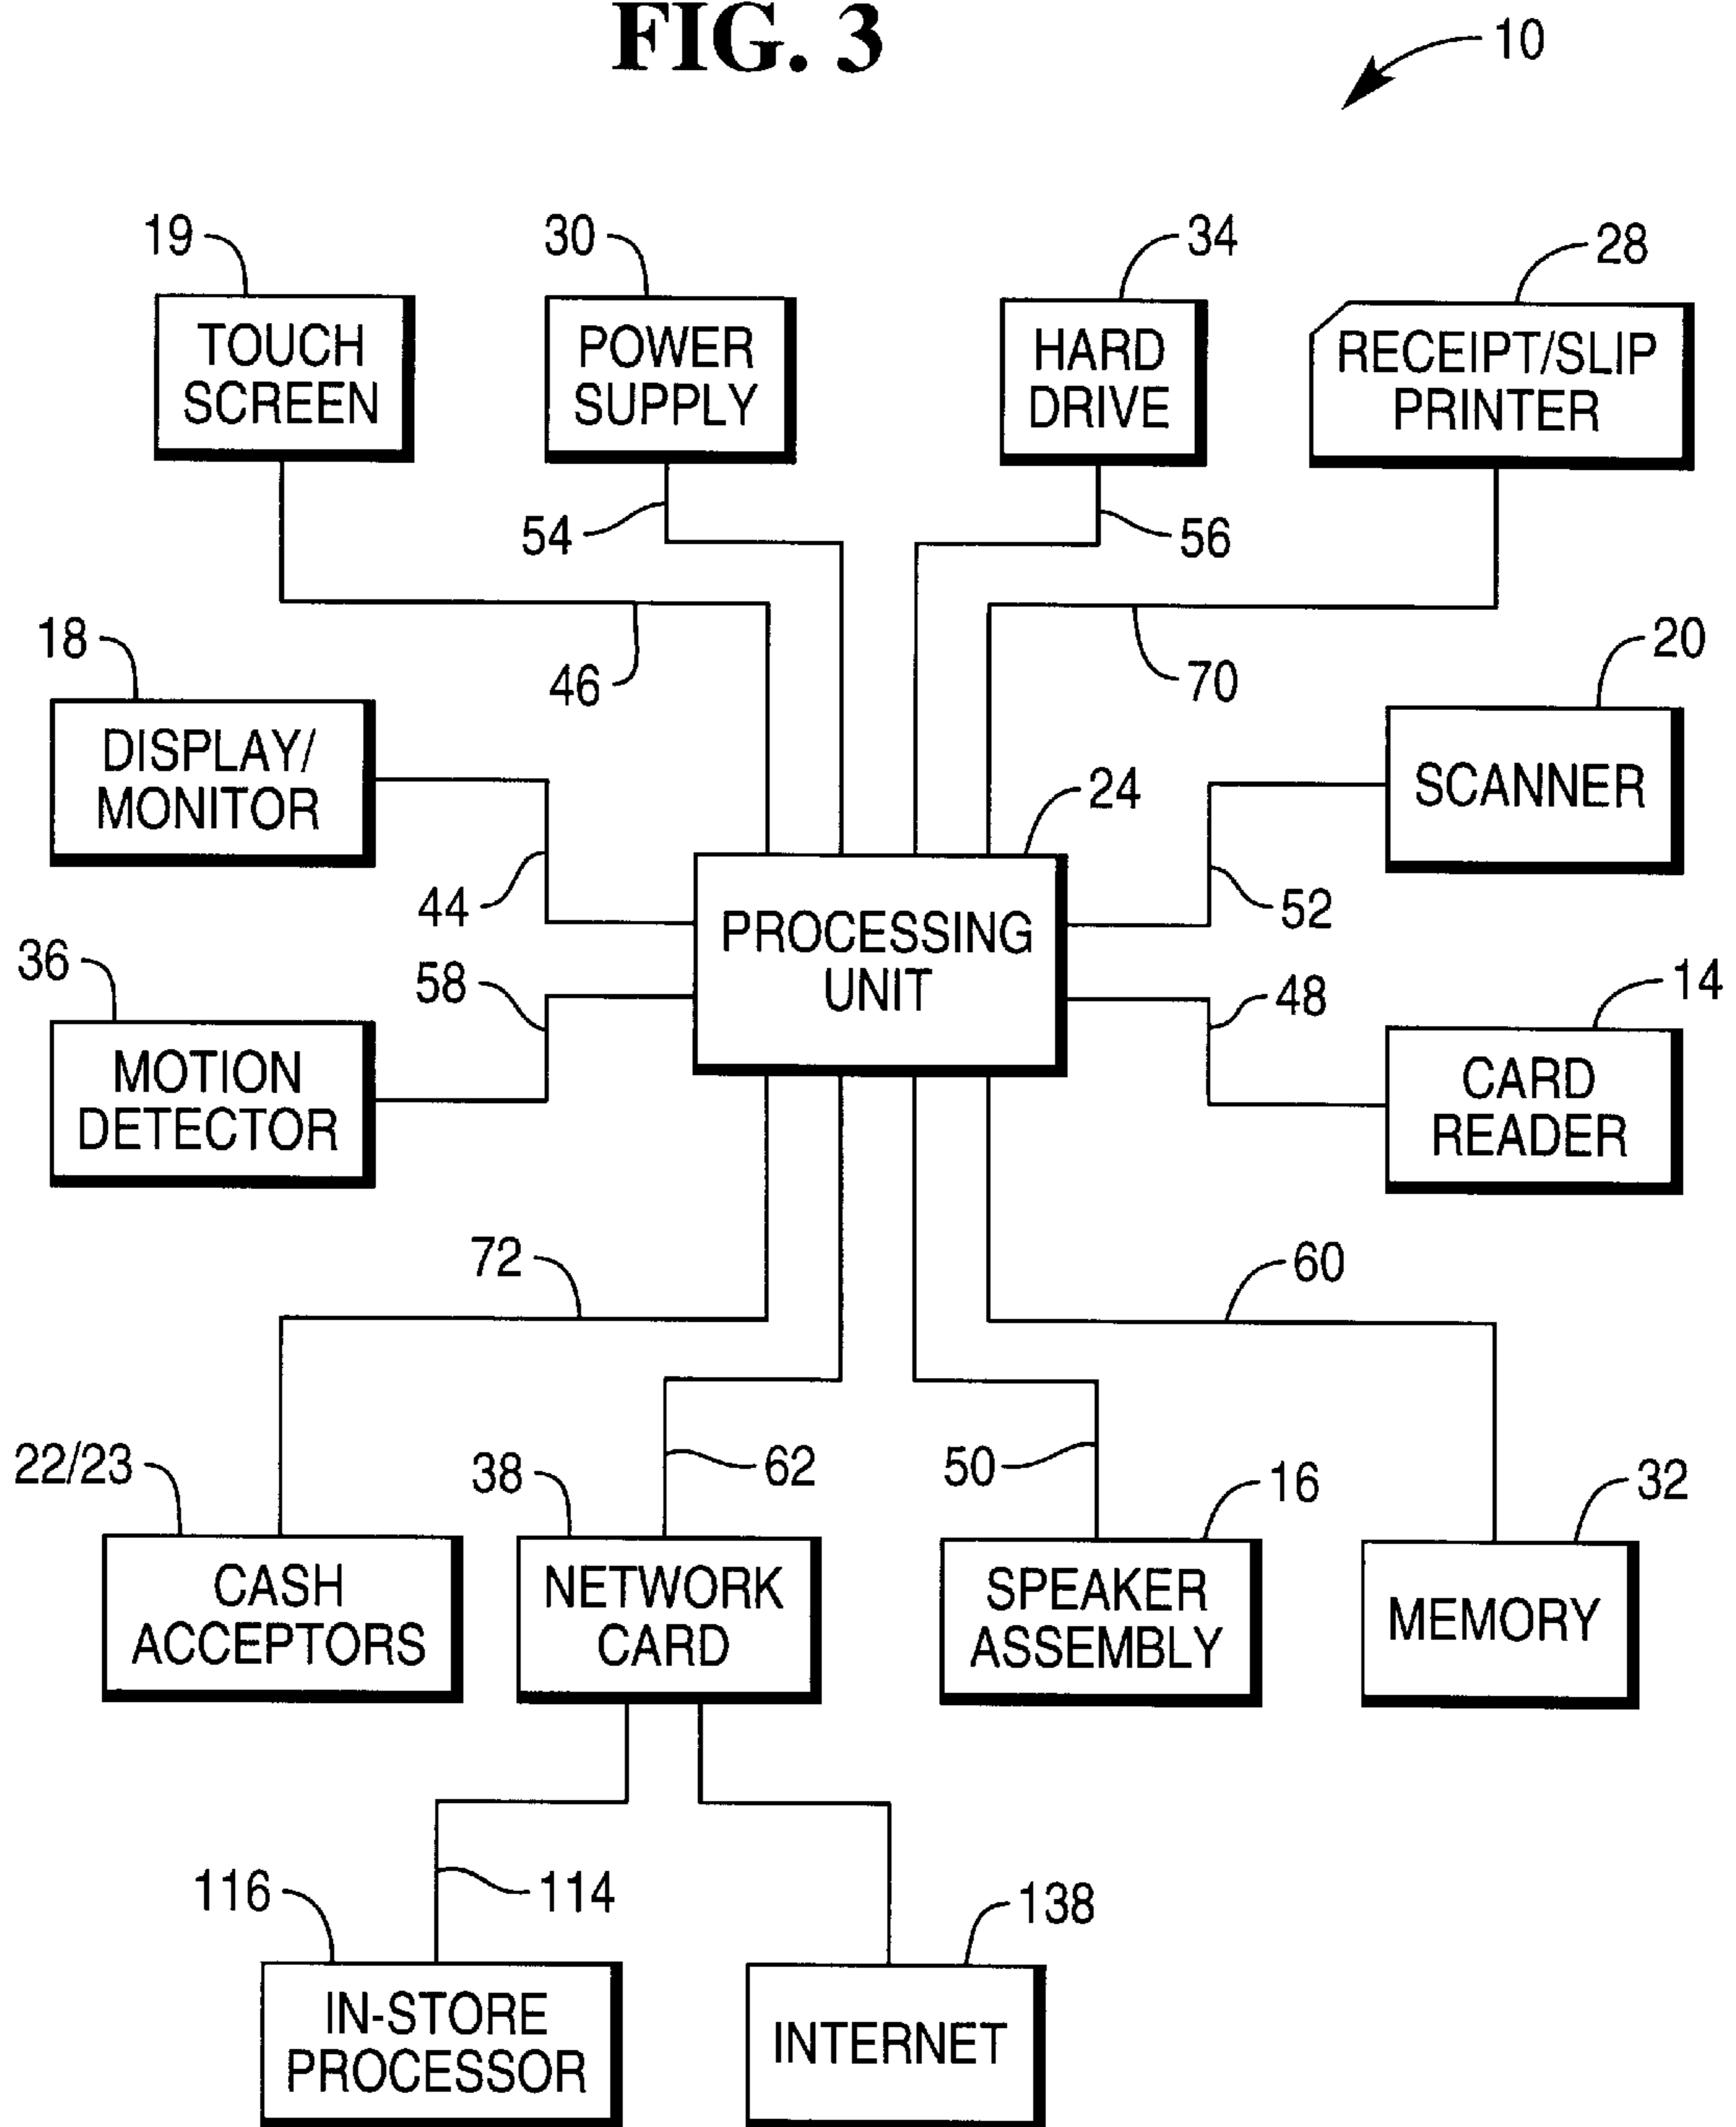 FIG. 3
10
19
30
34
28
TOUCH
SCREEN
POWER
SUPPLY
HARD
DRIVE
RECEIPT/SLIP
PRINTER
54
56
18
46
70
20
DISPLAY/
MONITOR
24
SCANNER
44
52
PROCESSING
UNIT
36
58
48
14
MOTION
DETECTOR
CARD
READER
72
60
22/23
38
62
50
16
32
CASH
ACCEPTORS
NETWORK
CARD
SPEAKER
ASSEMBLY
MEMORY
116
114
138
IN-STORE
PROCESSOR
INTERNET